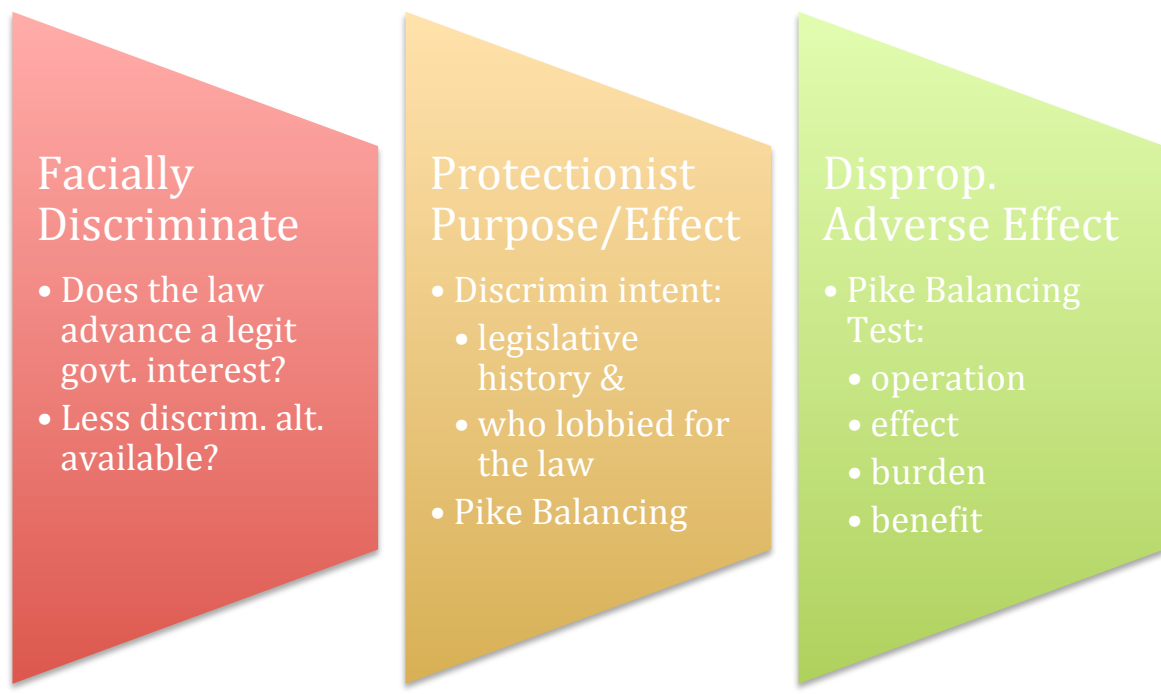 Facially
Discriminate
• Does the law
advance a legit
govt. interest?
• Less discrim. alt.
available?
Protectionist
Purpose/Effect
• Discrimin intent:
• legislative
history &
• who lobbied for
the law
• Pike Balancing
Disprop.
Adverse Effect
• Pike Balancing
Test:
• operation
• effect
• burden
• benefit